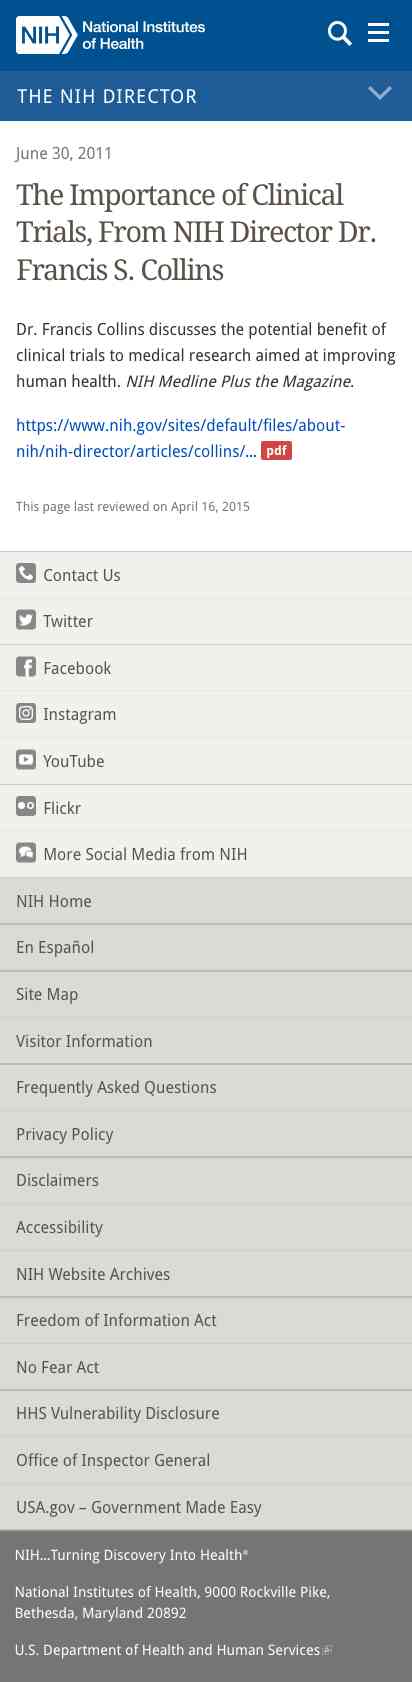 NIH National Institutes
of Health
THE NIH DIRECTOR
June 30, 2011
The Importance of Clinical
Trials, From NIH Director Dr.
Francis S. Collins
Dr. Francis Collins discusses the potential benefit of
clinical trials to medical research aimed at improving
human health. NIH Medline Plus the Magazine.
https://www.nih.gov/sites/default/files/about-
nih/nih-director/articles/collins/... pdf
This page last reviewed on April 16, 2015
Contact Us
Twitter
Facebook
Instagram
YouTube
Flickr
More Social Media from NIH
NIH Home
En Español
Site Map
Visitor Information
Frequently Asked Questions
Privacy Policy
Disclaimers
Accessibility
NIH Website Archives
Freedom of Information Act
No Fear Act
HHS Vulnerability Disclosure
Office of Inspector General
USA.gov – Government Made Easy
NIH…Turning Discovery Into Health®
National Institutes of Health, 9000 Rockville Pike,
Bethesda, Maryland 20892
U.S. Department of Health and Human Services